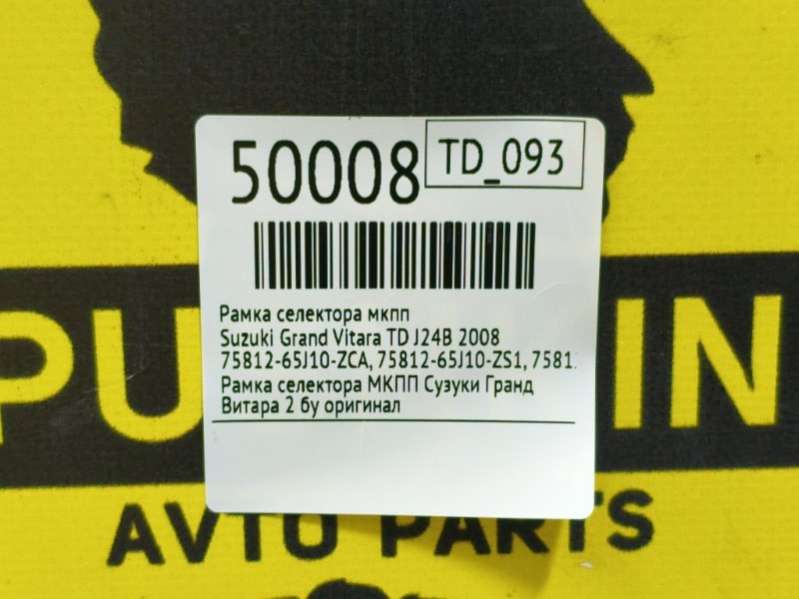 50008
TD_093
Рамка селектора мкпп
Suzuki Grand Vitara TD J24B 2008
75812-65J10-ZCA, 75812-65J10-ZS1, 7581
Рамка селектора МКПП Сузуки Гранд
Витара 2 бу оригинал
PU IN
AVTO PARTS